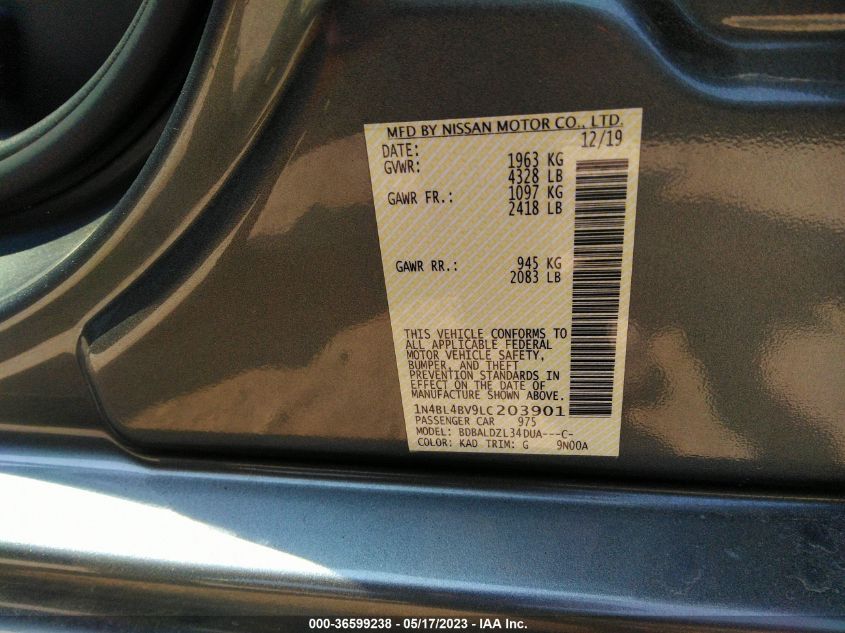 MFD BY NISSAN MOTOR CO., LTD.
DATE: 12/19
GVWR: 1963 KG
4328 LB
GAWR FR.: 1097 KG
2418 LB
GAWR RR.: 945 KG
2083 LB
THIS VEHICLE CONFORMS TO
ALL APPLICABLE FEDERAL
MOTOR VEHICLE SAFETY,
BUMPER, AND THEFT
PREVENTION STANDARDS IN
EFFECT ON THE DATE OF
MANUFACTURE SHOWN ABOVE.
1N4BL4BV9LC203901
PASSENGER CAR 975
MODEL: BDBALDZL34DUA---C-
COLOR: KAD TRIM: G 9N00A
000-36599238 - 05/17/2023 - IAA Inc.